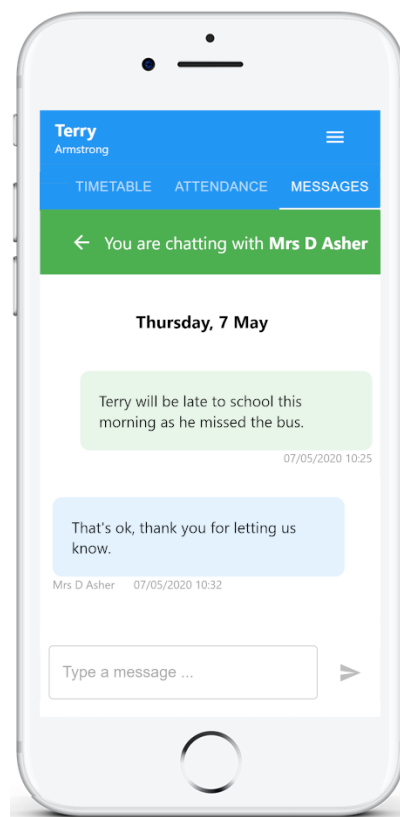 Terry
Armstrong
TIMETABLE ATTENDANCE MESSAGES
You are chatting with Mrs D Asher
Thursday, 7 May
Terry will be late to school this
morning as he missed the bus.
07/05/2020 10:25
That's ok, thank you for letting us
know.
Mrs D Asher 07/05/2020 10:32
Type a message ...